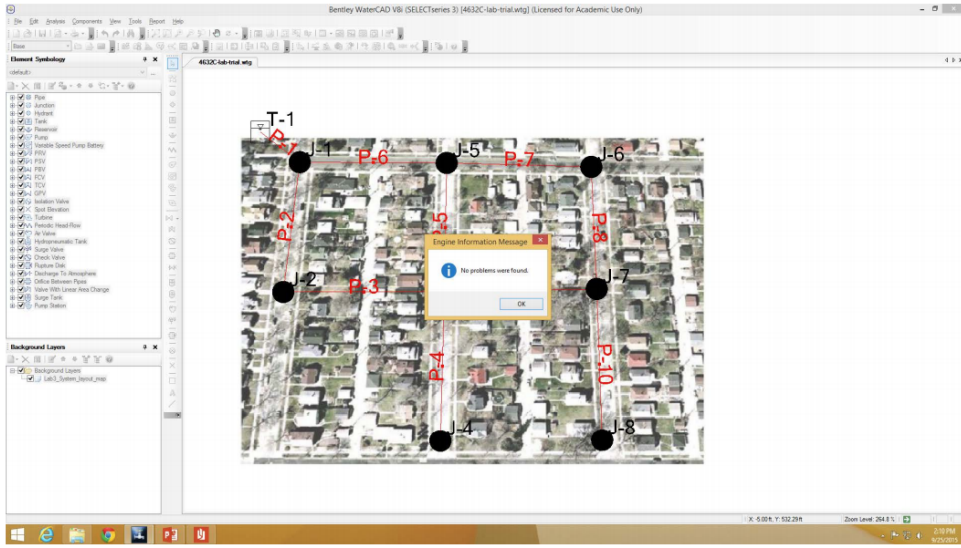 Bentley WaterCAD V8i (SELECTseries 3) [4632C-lab-trial.wtg] (Licensed for Academic Use Only)
File Edit Analysis Components View Tools Report Help
Base
Element Symbology
4632C-lab-trial.wtg
<default>
Pipe
Junction
Hydrant
Tank
Reservoir
Pump
Variable Speed Pump Battery
PRV
PSV
PBV
FCV
TCV
GPV
Isolation Valve
Spot Elevation
Turbine
Periodic Head-Flow
Air Valve
Hydropneumatic Tank
Surge Valve
Check Valve
Rupture Disk
Discharge To Atmosphere
Orifice Between Pipes
Valve With Linear Area Change
Surge Tank
Pump Station
Background Layers
Background Layers
Lab3_System_layout_map
T-1
P-1
J-1
P-6
J-5
P-7
J-6
P-2
P-5
P-8
Engine Information Message
No problems were found.
OK
J-2
P-3
J-7
P-4
P-10
J-4
J-8
X: -5.00 ft, Y: 532.29 ft
Zoom Level: 264.8 %
2:10 PM
9/25/2015